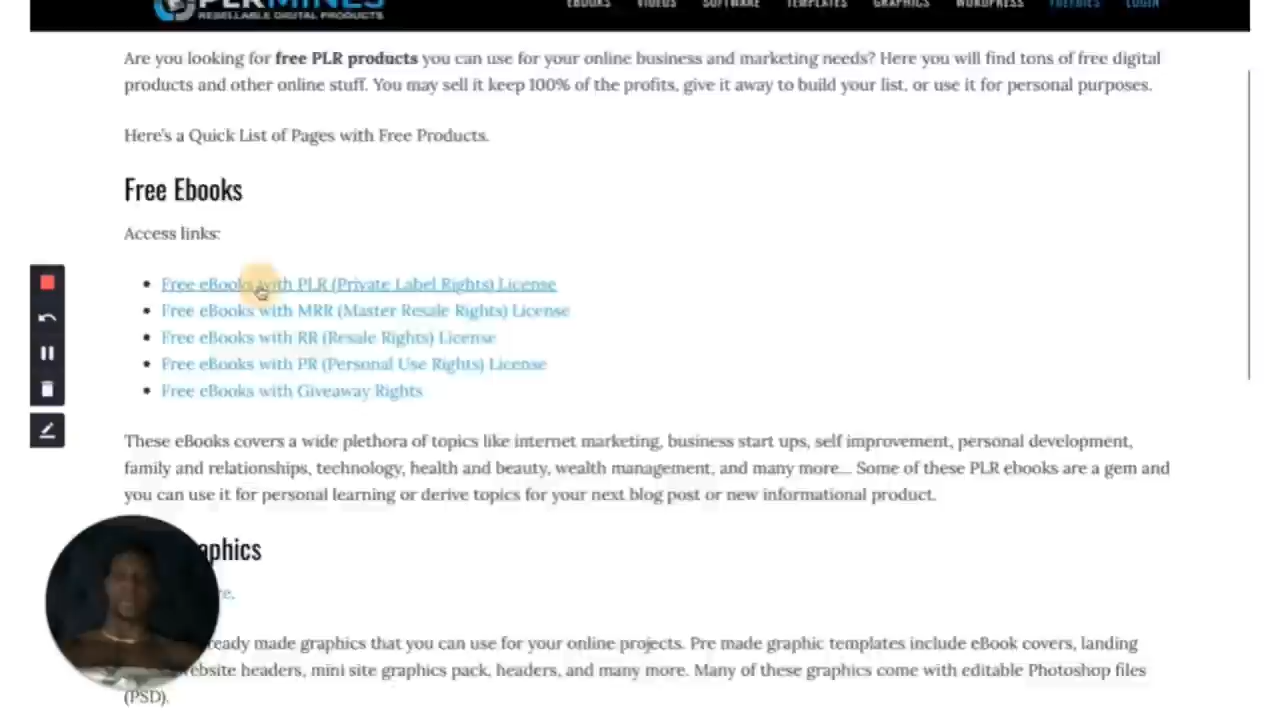 PLRMINES
RESELLABLE DIGITAL PRODUCTS
EBOOKS VIDEOS SOFTWARE TEMPLATES GRAPHICS WORDPRESS FREEBIES LOGIN
Are you looking for free PLR products you can use for your online business and marketing needs? Here you will find tons of free digital
products and other online stuff. You may sell it keep 100% of the profits, give it away to build your list, or use it for personal purposes.
Here's a Quick List of Pages with Free Products.
Free Ebooks
Access links:
Free eBooks with PLR (Private Label Rights) License
Free eBooks with MRR (Master Resale Rights) License
Free eBooks with RR (Resale Rights) License
Free eBooks with PR (Personal Use Rights) License
Free eBooks with Giveaway Rights
These eBooks covers a wide plethora of topics like internet marketing, business start ups, self improvement, personal development,
family and relationships, technology, health and beauty, wealth management, and many more... Some of these PLR ebooks are a gem and
you can use it for personal learning or derive topics for your next blog post or new informational product.
aphics
re.
eady made graphics that you can use for your online projects. Pre made graphic templates include eBook covers, landing
ebsite headers, mini site graphics pack, headers, and many more. Many of these graphics come with editable Photoshop files
(PSD).